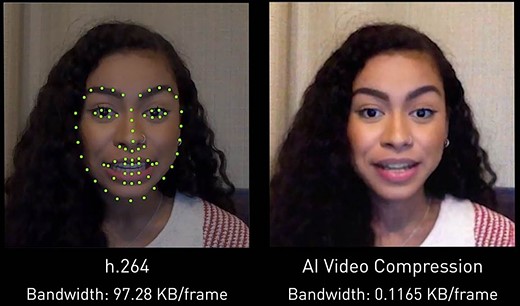 h.264
Bandwidth: 97.28 KB/frame
AI Video Compression
Bandwidth: 0.1165 KB/frame